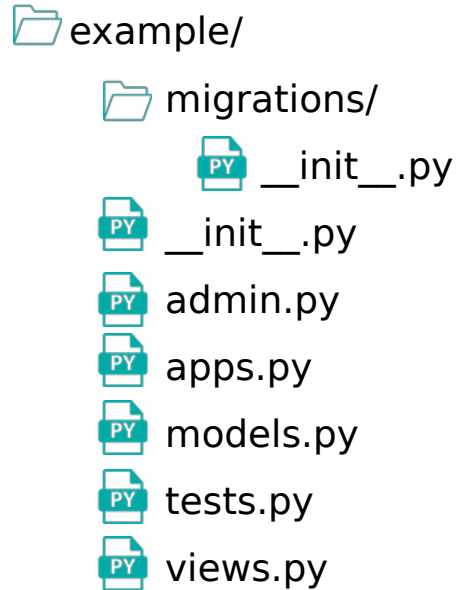 example/
migrations/
PY __init__.py
PY __init__.py
PY admin.py
PY apps.py
PY models.py
PY tests.py
PY views.py